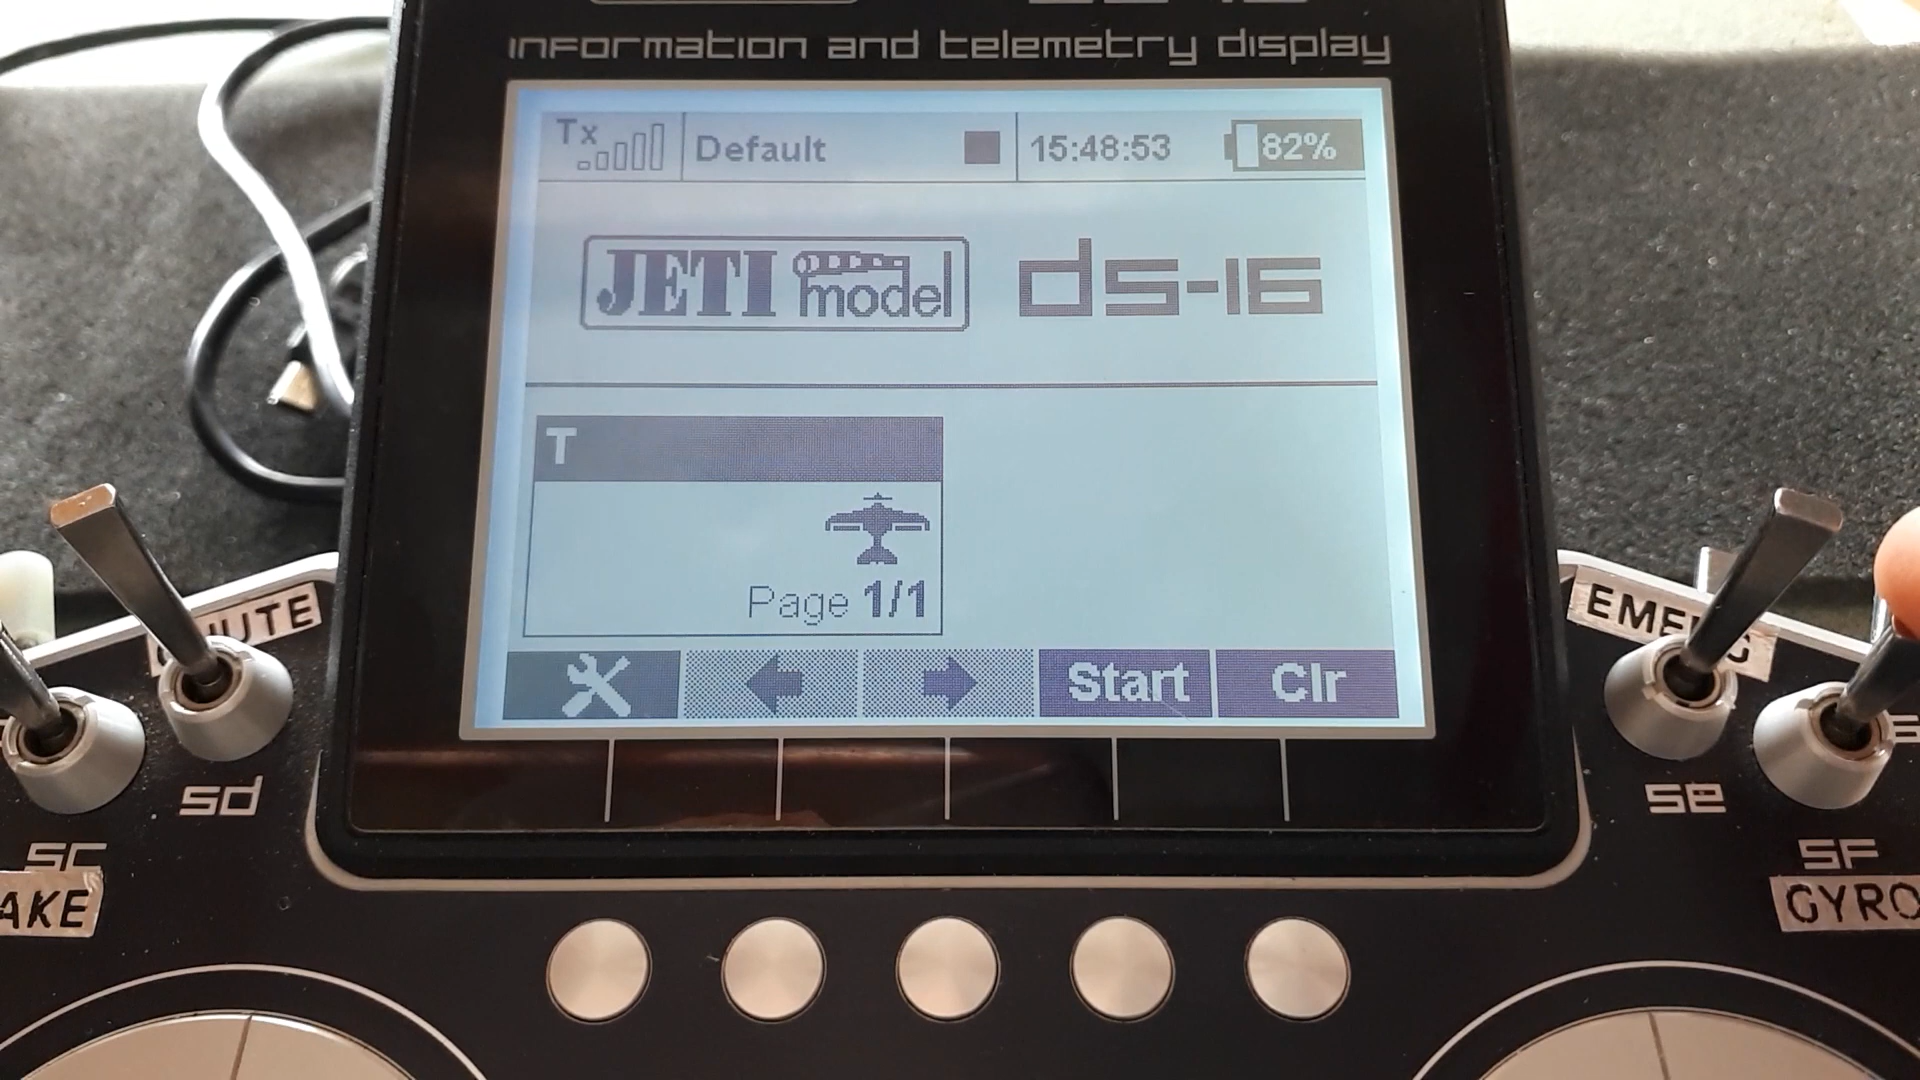 information and telemetry display
Tx Default 15:48:53 82%
JETI model ds-16
T
Page 1/1
Start Clr
sd
se
sc
sF